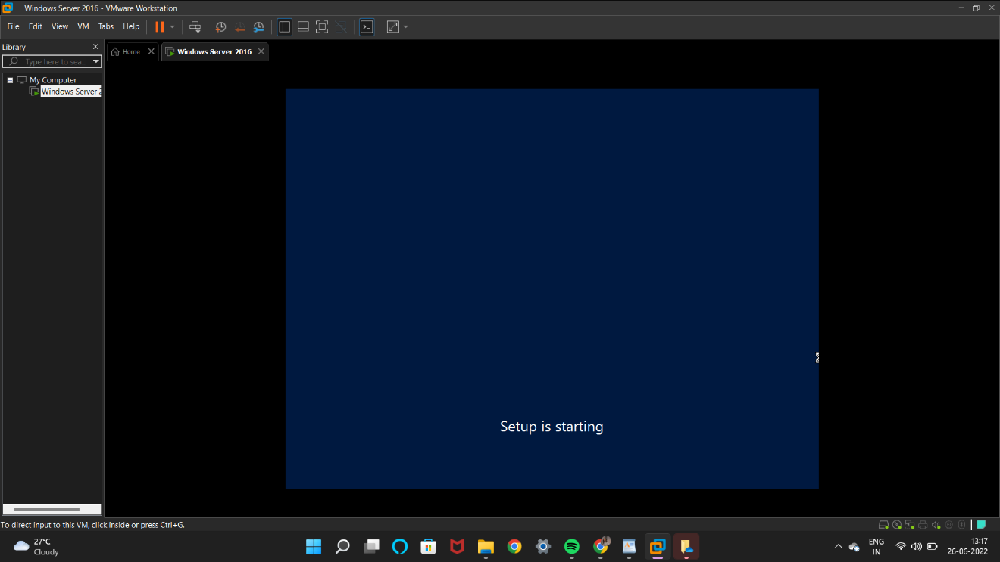 Windows Server 2016 - VMware Workstation
File Edit View VM Tabs Help
Library
Type here to sea...
My Computer
Windows Server 2
Home
Windows Server 2016
Setup is starting
To direct input to this VM, click inside or press Ctrl+G.
27°C
Cloudy
ENG
IN
13:17
26-06-2022